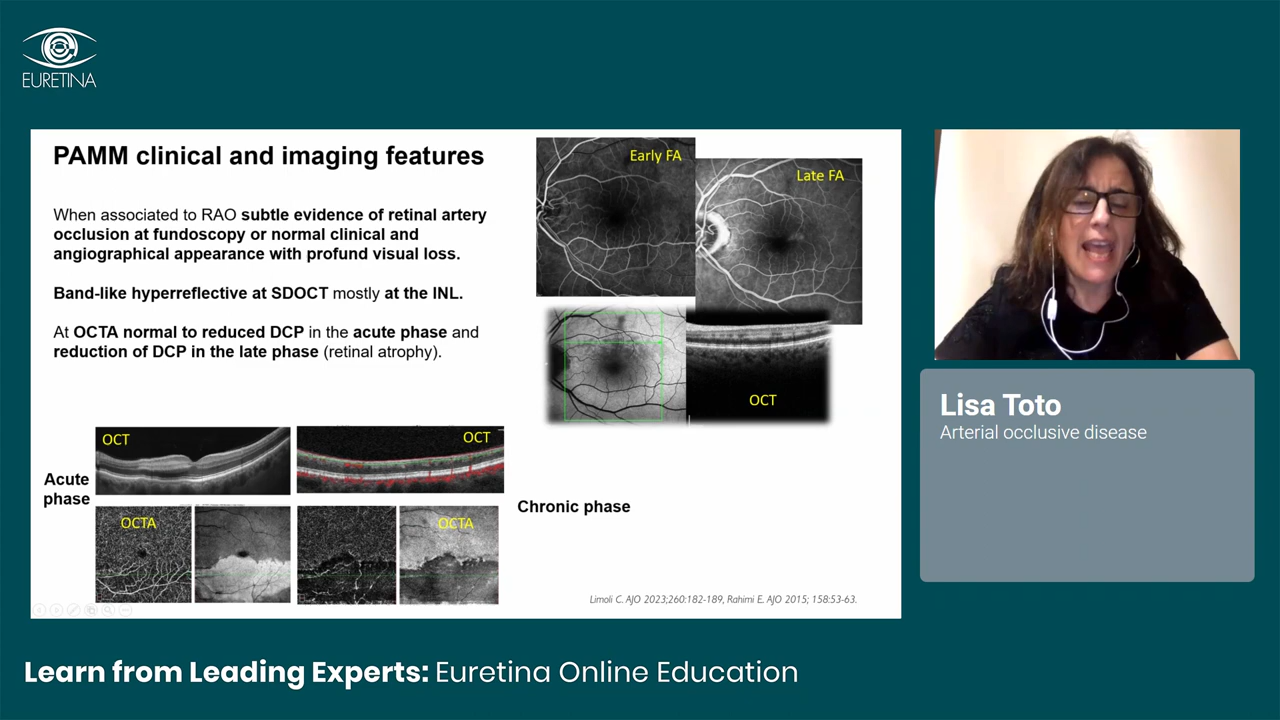 EURETINA
PAMM clinical and imaging features
When associated to RAO subtle evidence of retinal artery
occlusion at fundoscopy or normal clinical and
angiographical appearance with profund visual loss.
Band-like hyperreflective at SDOCT mostly at the INL.
At OCTA normal to reduced DCP in the acute phase and
reduction of DCP in the late phase (retinal atrophy).
Early FA
Late FA
OCT
OCT
OCT
Acute
phase
OCTA
OCTA
Chronic phase
Limoli C. AJO 2023;260:182-189, Rahimi E. AJO 2015; 158:53-63.
Lisa Toto
Arterial occlusive disease
Learn from Leading Experts: Euretina Online Education